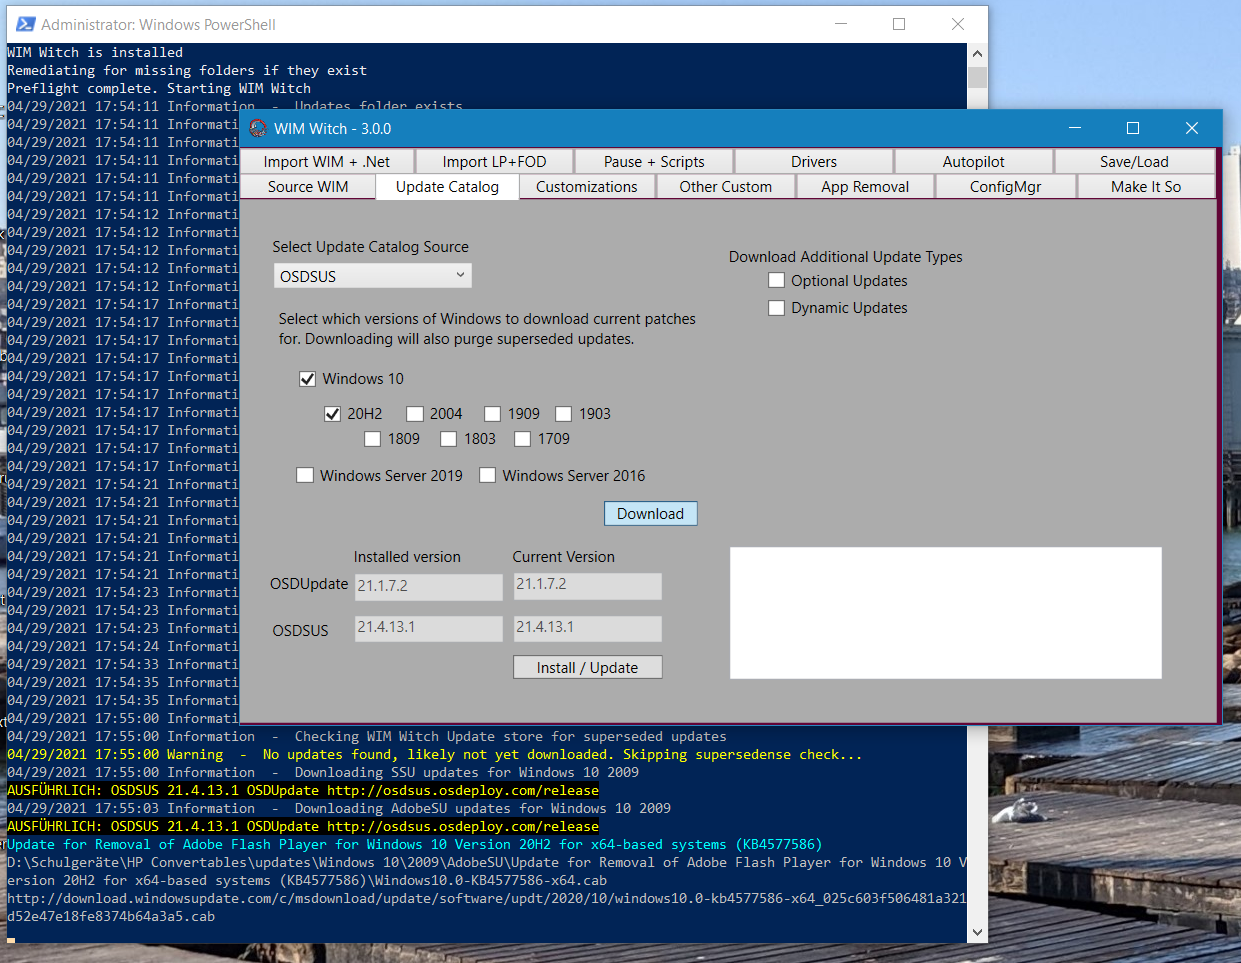 Administrator: Windows PowerShell
WIM Witch is installed
Remediating for missing folders if they exist
Preflight complete. Starting WIM Witch
04/29/2021 17:54:11 Information - Updates folder exists
04/29/2021 17:54:11 Informati
04/29/2021 17:54:11 Informati
04/29/2021 17:54:11 Informati
04/29/2021 17:54:11 Informati
04/29/2021 17:54:11 Informati
04/29/2021 17:54:12 Informati
04/29/2021 17:54:12 Informati
04/29/2021 17:54:12 Informati
04/29/2021 17:54:12 Informati
04/29/2021 17:54:12 Informati
04/29/2021 17:54:17 Informati
04/29/2021 17:54:17 Informati
04/29/2021 17:54:17 Informati
04/29/2021 17:54:17 Informati
04/29/2021 17:54:17 Informati
04/29/2021 17:54:17 Informati
04/29/2021 17:54:17 Informati
04/29/2021 17:54:17 Informati
04/29/2021 17:54:17 Informati
04/29/2021 17:54:17 Informati
04/29/2021 17:54:21 Informati
04/29/2021 17:54:21 Informati
04/29/2021 17:54:21 Informati
04/29/2021 17:54:21 Informati
04/29/2021 17:54:21 Informati
04/29/2021 17:54:21 Informati
04/29/2021 17:54:23 Informati
04/29/2021 17:54:23 Informati
04/29/2021 17:54:23 Informati
04/29/2021 17:54:24 Informati
04/29/2021 17:54:33 Informati
04/29/2021 17:54:35 Informati
04/29/2021 17:54:35 Informati
04/29/2021 17:55:00 Informati
04/29/2021 17:55:00 Information - Checking WIM Witch Update store for superseded updates
04/29/2021 17:55:00 Warning - No updates found, likely not yet downloaded. Skipping supersedense check...
04/29/2021 17:55:00 Information - Downloading SSU updates for Windows 10 2009
AUSFÜHRLICH: OSDSUS 21.4.13.1 OSDUpdate http://osdsus.osdeploy.com/release
04/29/2021 17:55:03 Information - Downloading AdobeSU updates for Windows 10 2009
AUSFÜHRLICH: OSDSUS 21.4.13.1 OSDUpdate http://osdsus.osdeploy.com/release
Update for Removal of Adobe Flash Player for Windows 10 Version 20H2 for x64-based systems (KB4577586)
D:\Schulgeräte\HP Convertables\updates\Windows 10\2009\AdobeSU\Update for Removal of Adobe Flash Player for Windows 10 V
ersion 20H2 for x64-based systems (KB4577586)\Windows10.0-KB4577586-x64.cab
http://download.windowsupdate.com/c/msdownload/update/software/updt/2020/10/windows10.0-kb4577586-x64_025c603f506481a321
d52e47e18fe8374b64a3a5.cab
WIM Witch - 3.0.0
Import WIM + .Net Import LP+FOD Pause + Scripts Drivers Autopilot Save/Load
Source WIM Update Catalog Customizations Other Custom App Removal ConfigMgr Make It So
Select Update Catalog Source
OSDSUS
Download Additional Update Types
Optional Updates
Dynamic Updates
Select which versions of Windows to download current patches
for. Downloading will also purge superseded updates.
Windows 10
20H2 2004 1909 1903
1809 1803 1709
Windows Server 2019 Windows Server 2016
Download
Installed version Current Version
OSDUpdate 21.1.7.2 21.1.7.2
OSDSUS 21.4.13.1 21.4.13.1
Install / Update